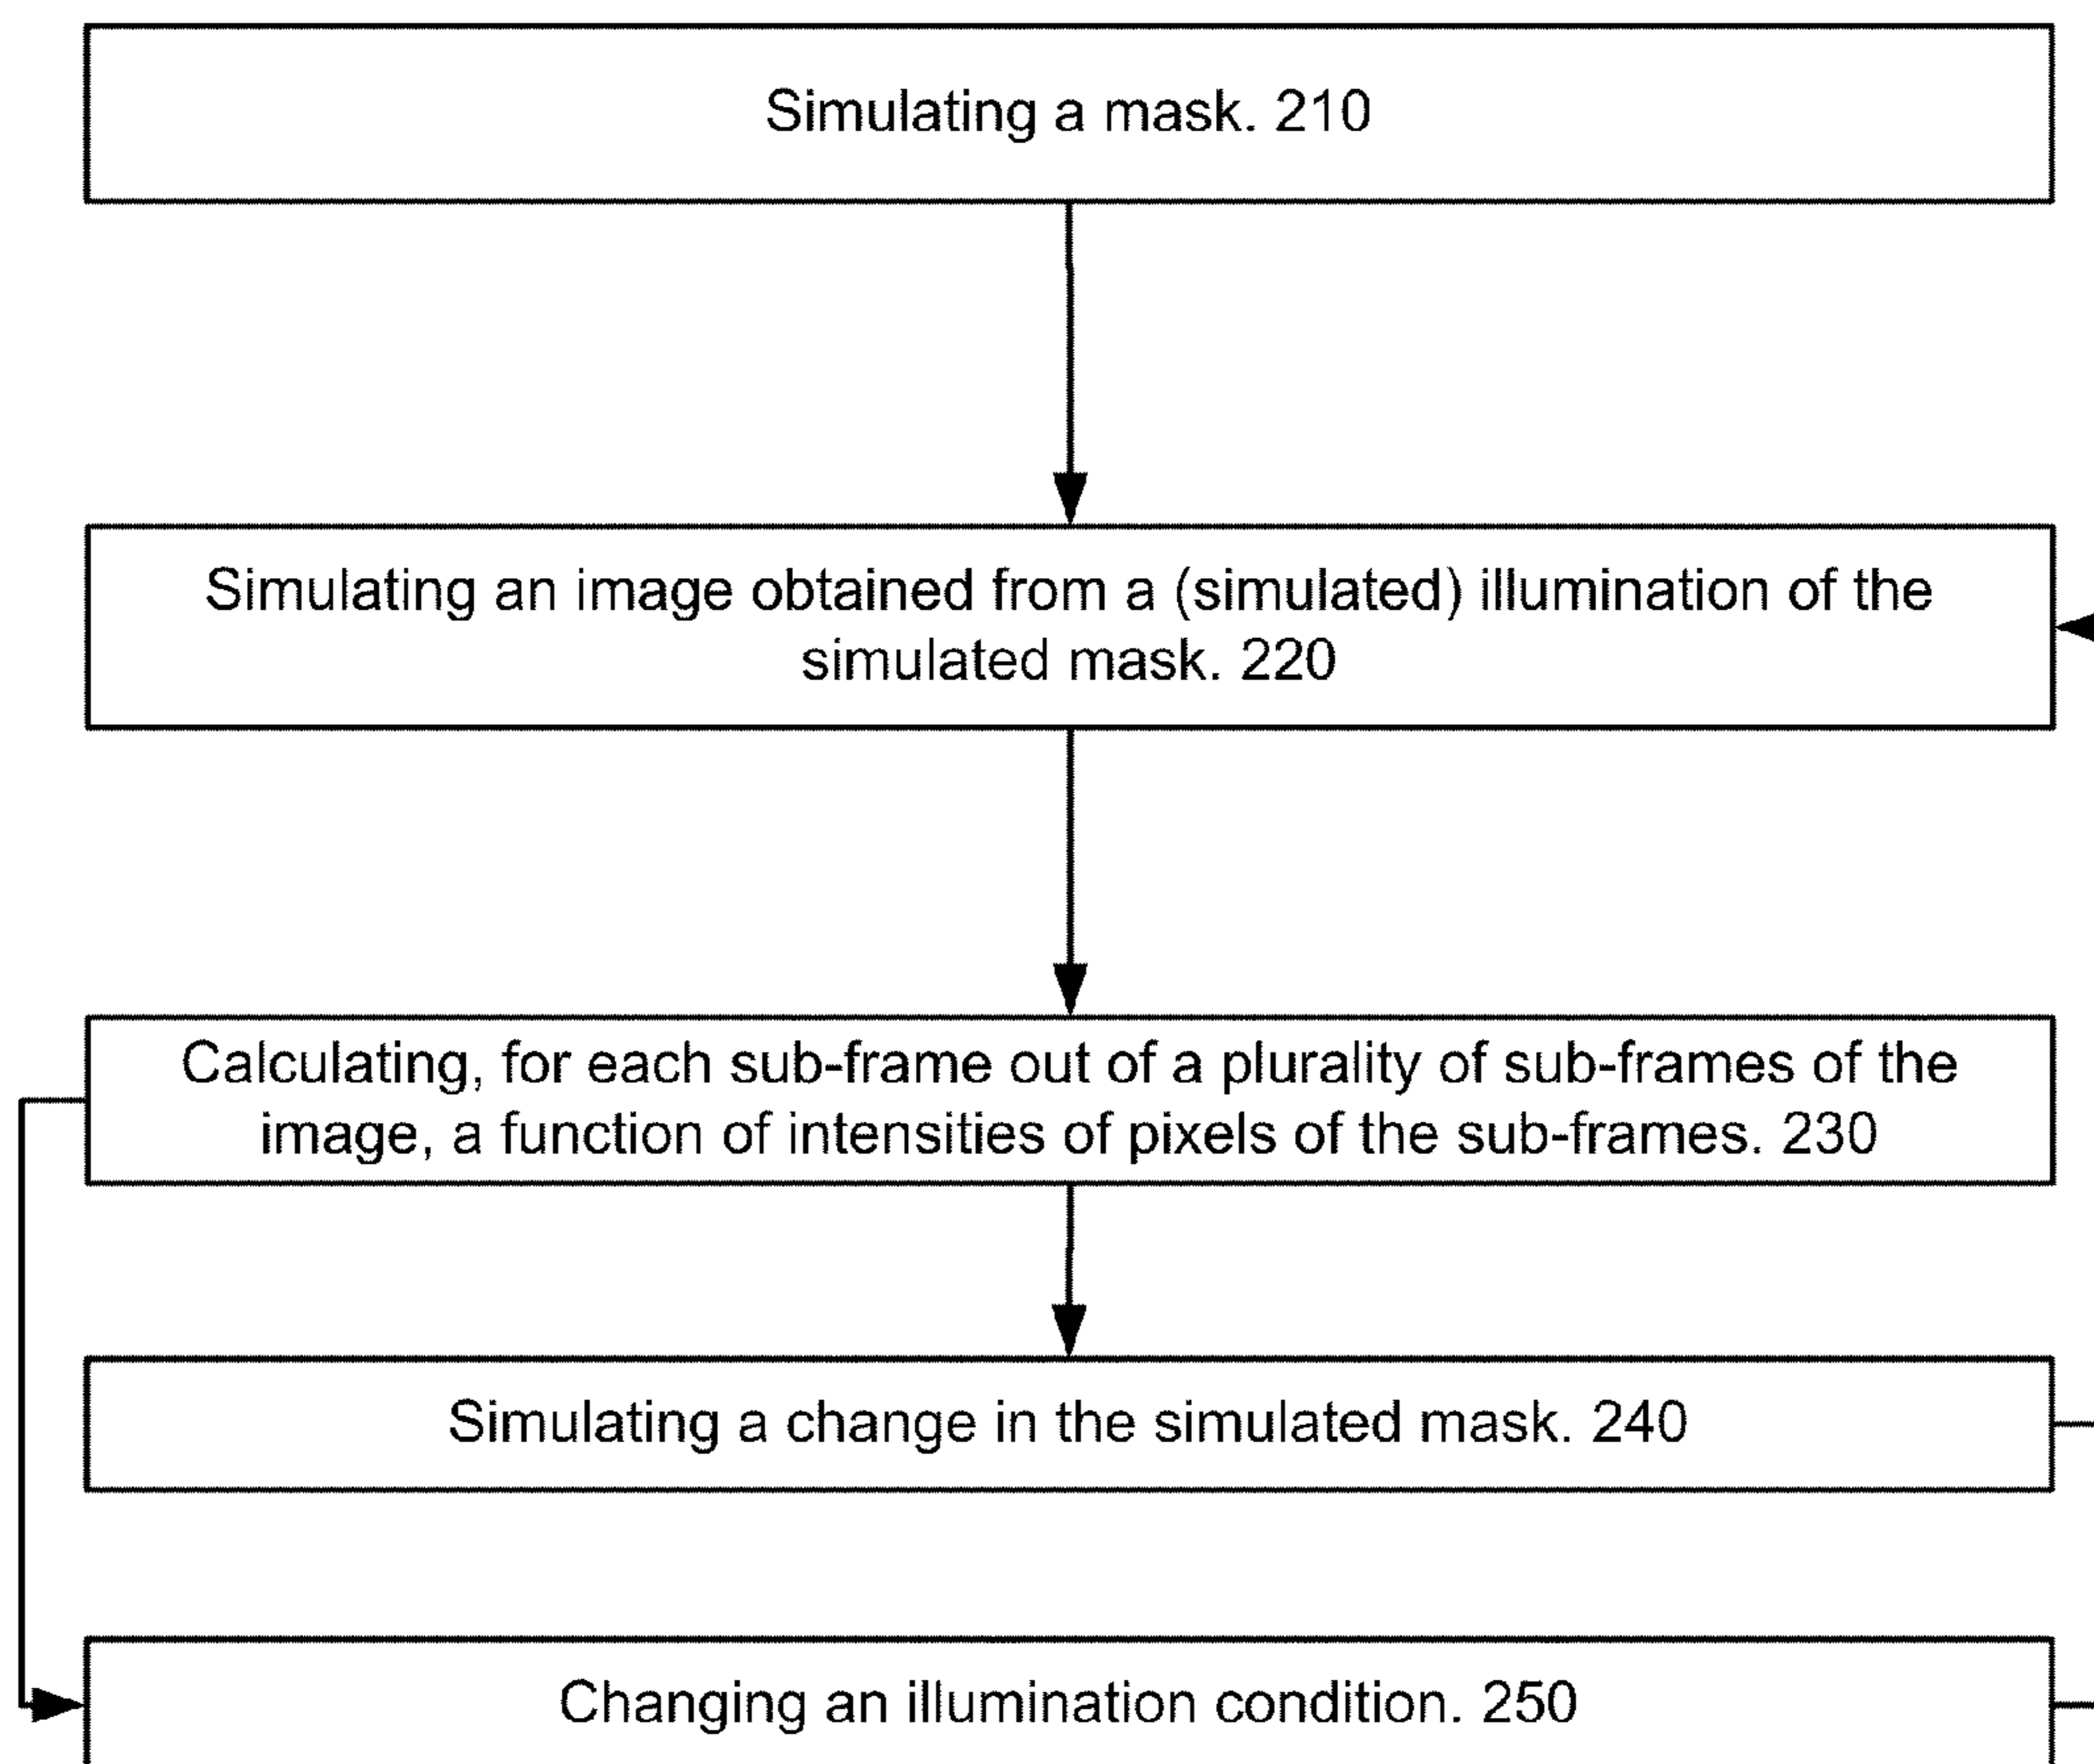 Simulating a mask. 210
Simulating an image obtained from a (simulated) illumination of the
simulated mask. 220
Calculating, for each sub-frame out of a plurality of sub-frames of the
image, a function of intensities of pixels of the sub-frames. 230
Simulating a change in the simulated mask. 240
Changing an illumination condition. 250